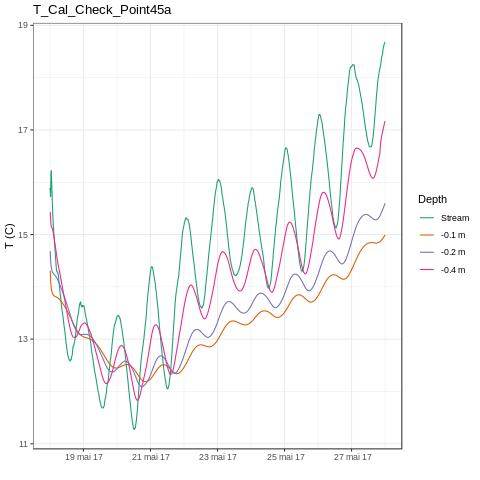 T_Cal_Check_Point45a
19
17
15
13
11
T (C)
19 mai 17
21 mai 17
23 mai 17
25 mai 17
27 mai 17
Depth
Stream
-0.1 m
-0.2 m
-0.4 m